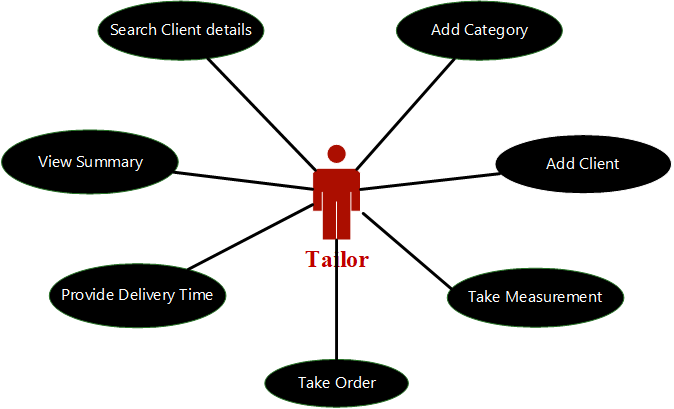 Search Client details
Add Category
View Summary
Add Client
Tailor
Provide Delivery Time
Take Measurement
Take Order